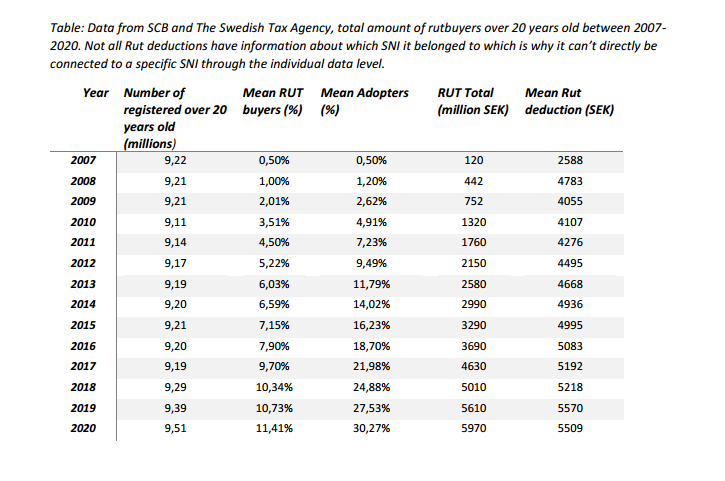 Table: Data from SCB and The Swedish Tax Agency, total amount of rutbuyers over 20 years old between 2007-
2020. Not all Rut deductions have information about which SNI it belonged to which is why it can't directly be
connected to a specific SNI through the individual data level.
Year Number of registered over 20 years old (millions) Mean RUT buyers (%) Mean Adopters (%) RUT Total (million SEK) Mean Rut deduction (SEK)
2007 9,22 0,50% 0,50% 120 2588
2008 9,21 1,00% 1,20% 442 4783
2009 9,21 2,01% 2,62% 752 4055
2010 9,11 3,51% 4,91% 1320 4107
2011 9,14 4,50% 7,23% 1760 4276
2012 9,17 5,22% 9,49% 2150 4495
2013 9,19 6,03% 11,79% 2580 4668
2014 9,20 6,59% 14,02% 2990 4936
2015 9,21 7,15% 16,23% 3290 4995
2016 9,20 7,90% 18,70% 3690 5083
2017 9,19 9,70% 21,98% 4630 5192
2018 9,29 10,34% 24,88% 5010 5218
2019 9,39 10,73% 27,53% 5610 5570
2020 9,51 11,41% 30,27% 5970 5509